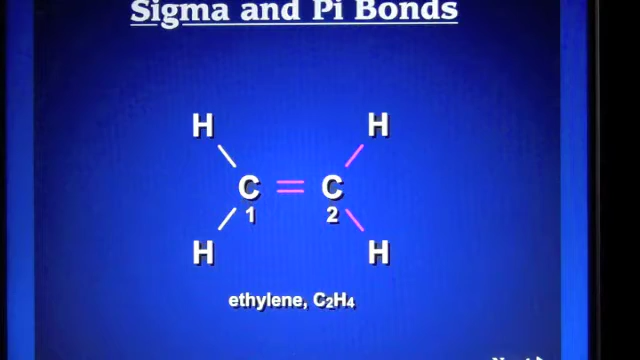 Sigma and Pi Bonds
H H
C = C
1 2
H H
ethylene, C₂H₄